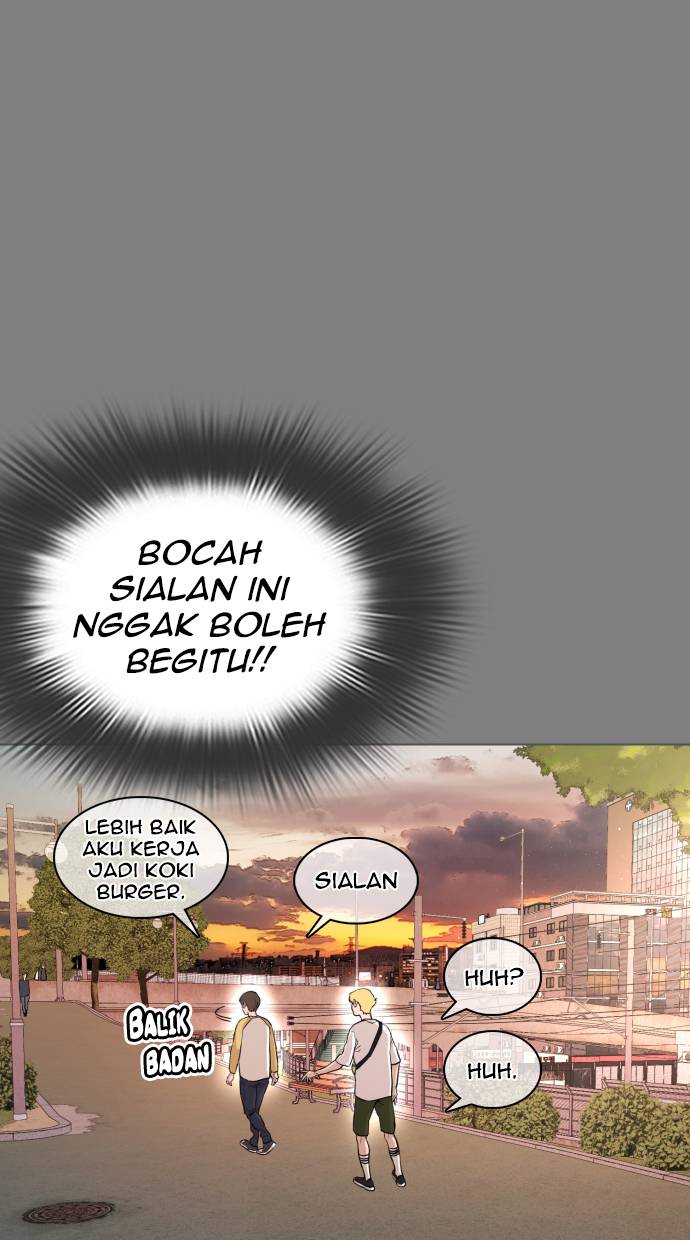 BOCAH
SIALAN INI
NGGAK BOLEH
BEGITU!!
LEBIH BAIK
AKU KERJA
JADI KOKI
BURGER.
SIALAN
HUH?
HUH.
BALIK
BADAN